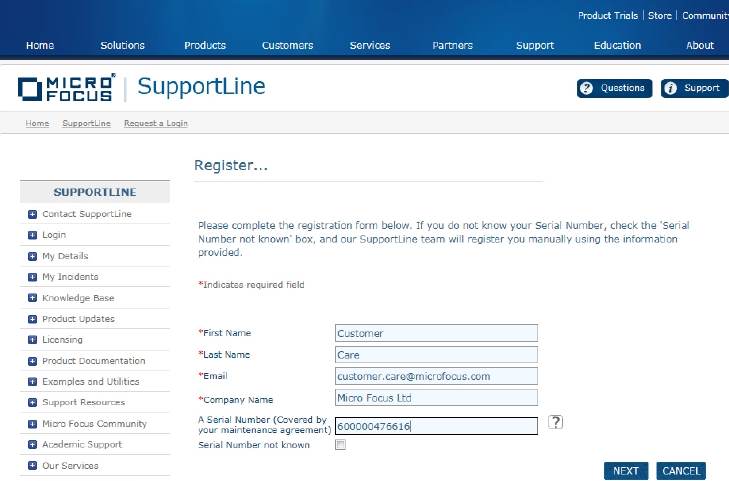 Product Trials | Store | Communit
Home Solutions Products Customers Services Partners Support Education About
MICRO FOCUS® | SupportLine
? Questions i Support
Home SupportLine Request a Login
Register...
SUPPORTLINE
Contact SupportLine
Login
My Details
My Incidents
Knowledge Base
Product Updates
Licensing
Product Documentation
Examples and Utilities
Support Resources
Micro Focus Community
Academic Support
Our Services
Please complete the registration form below. If you do not know your Serial Number, check the 'Serial
Number not known' box, and our SupportLine team will register you manually using the information
provided.
*Indicates required field
*First Name Customer
*Last Name Care
*Email customer.care@microfocus.com
*Company Name Micro Focus Ltd
A Serial Number (Covered by
your maintenance agreement) 600000476616 ?
Serial Number not known
NEXT CANCEL